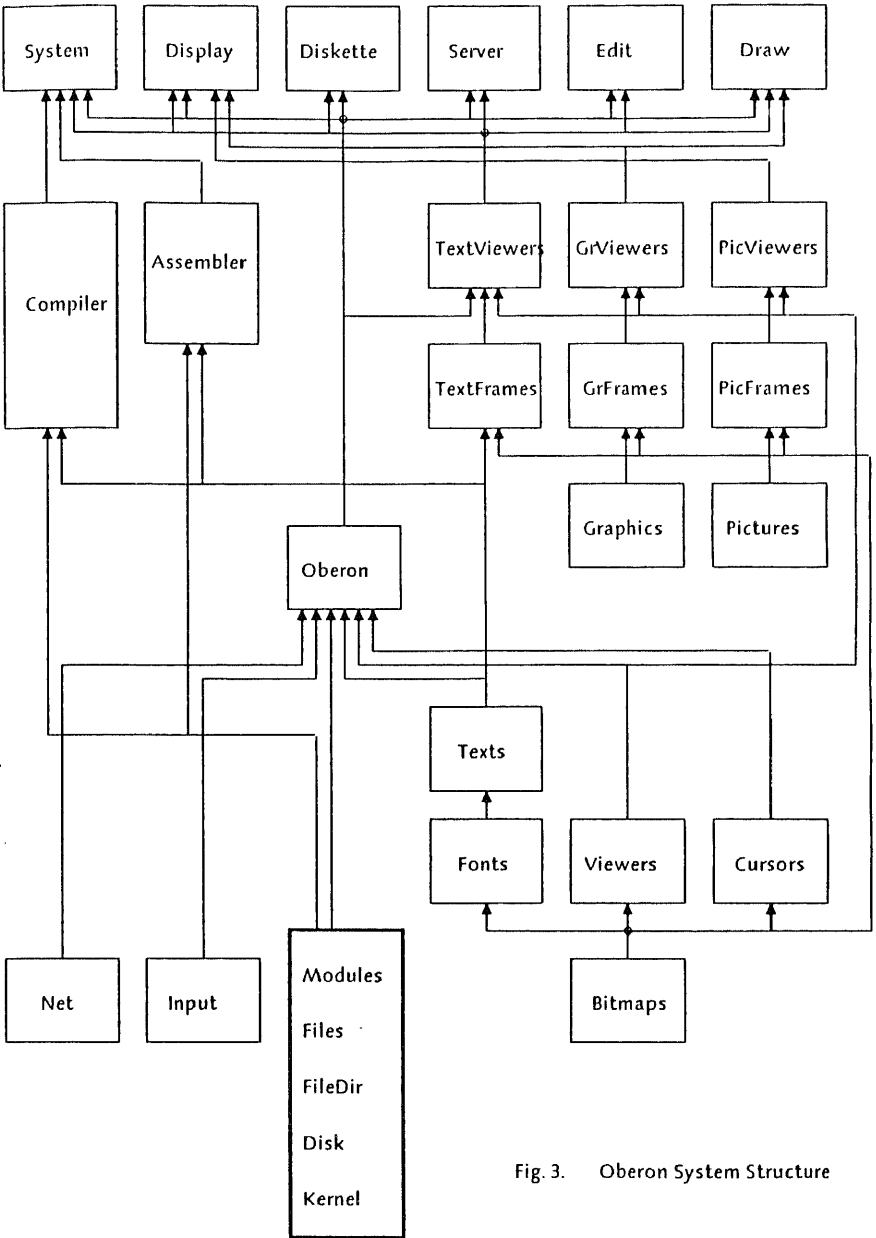 System
Display
Diskette
Server
Edit
Draw
Compiler
Assembler
TextViewers
GrViewers
PicViewers
TextFrames
GrFrames
PicFrames
Graphics
Pictures
Oberon
Texts
Fonts
Viewers
Cursors
Net
Input
Modules
Files
FileDir
Disk
Kernel
Bitmaps
Fig. 3. Oberon System Structure